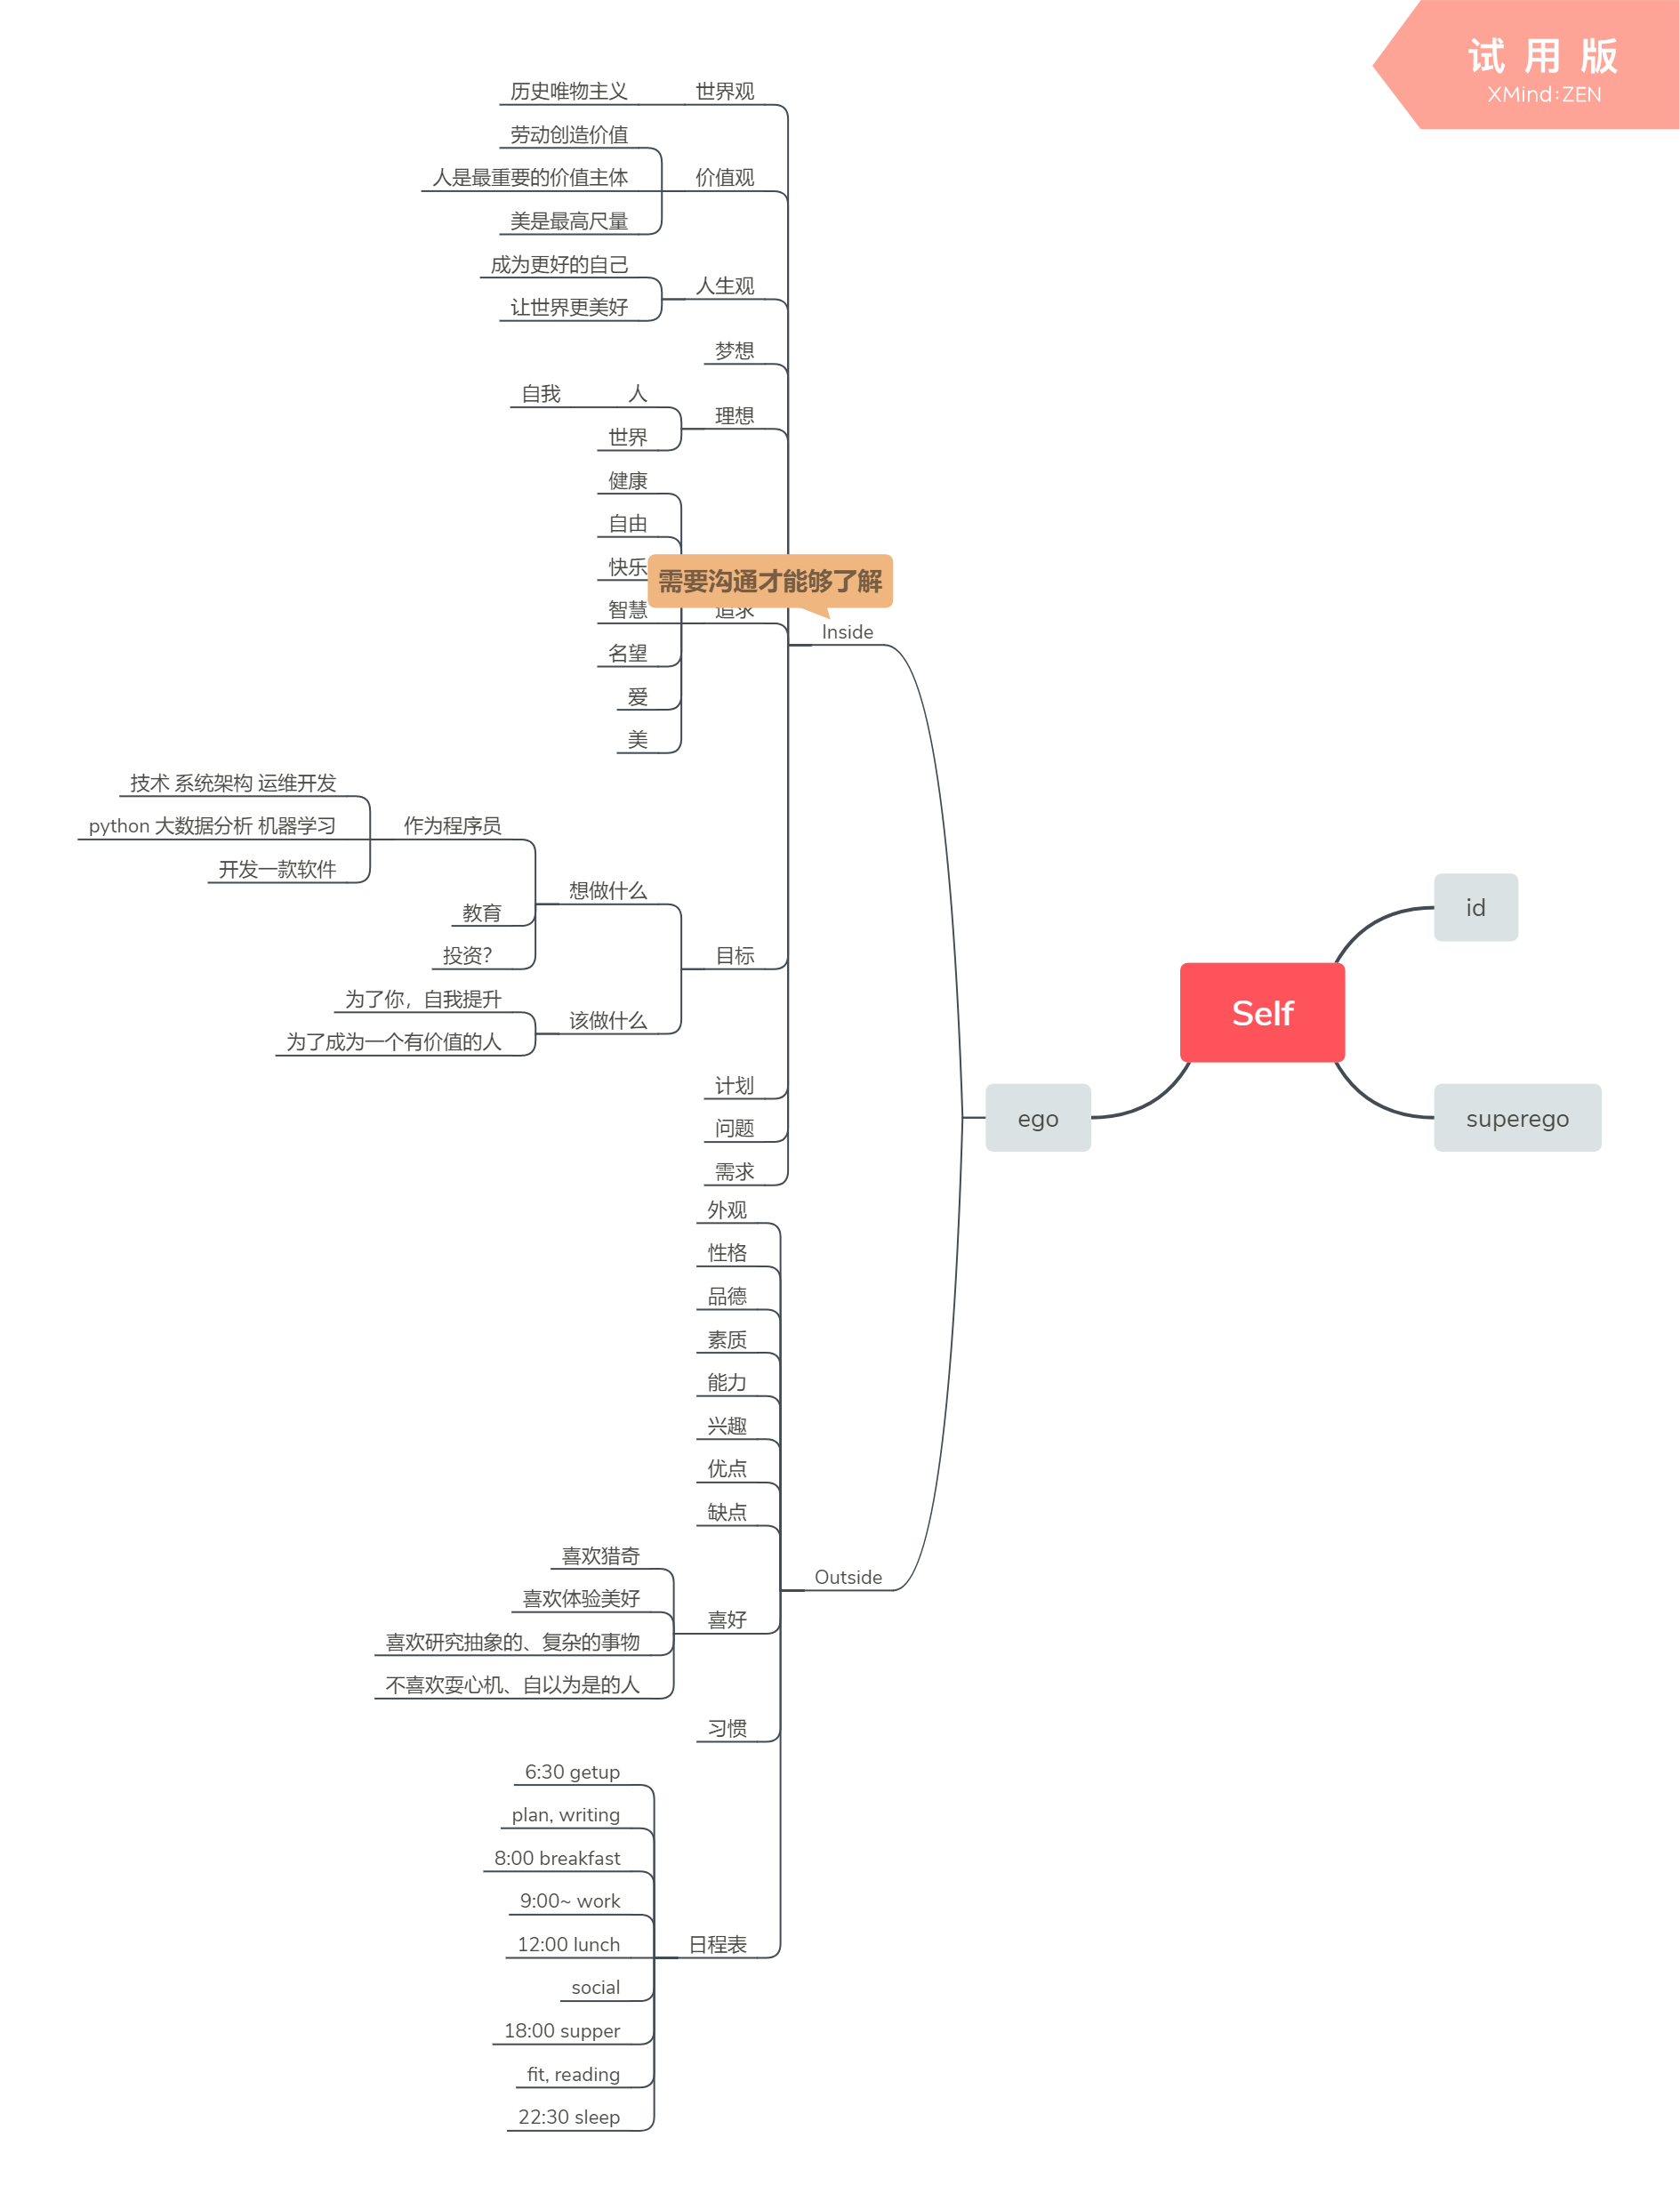 试用版
XMind:ZEN
Self
id
superego
ego
Inside
需要沟通才能够了解
世界观
历史唯物主义
价值观
劳动创造价值
人是最重要的价值主体
美是最高尺量
人生观
成为更好的自己
让世界更美好
梦想
理想
人
自我
世界
追求
健康
自由
快乐
智慧
名望
爱
美
目标
想做什么
作为程序员
技术 系统架构 运维开发
python 大数据分析 机器学习
开发一款软件
教育
投资？
该做什么
为了你，自我提升
为了成为一个有价值的人
计划
问题
需求
Outside
外观
性格
品德
素质
能力
兴趣
优点
缺点
喜好
喜欢猎奇
喜欢体验美好
喜欢研究抽象的、复杂的事物
不喜欢耍心机、自以为是的人
习惯
日程表
6:30 getup
plan, writing
8:00 breakfast
9:00~ work
12:00 lunch
social
18:00 supper
fit, reading
22:30 sleep